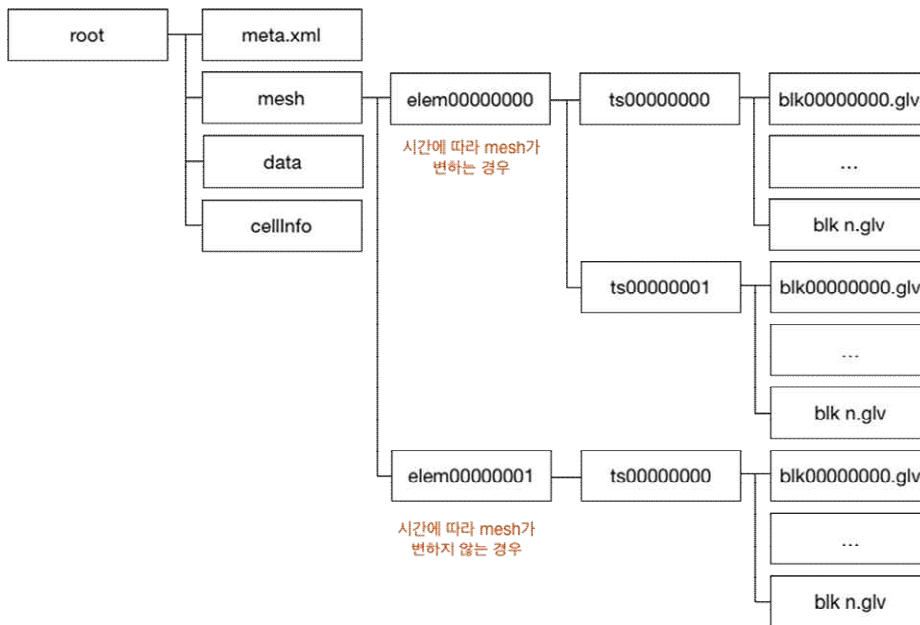 root
meta.xml
mesh
data
cellInfo
elem00000000
시간에 따라 mesh가
변하는 경우
ts00000000
blk00000000.glv
...
blk n.glv
ts00000001
blk00000000.glv
...
blk n.glv
elem00000001
시간에 따라 mesh가
변하지 않는 경우
ts00000000
blk00000000.glv
...
blk n.glv